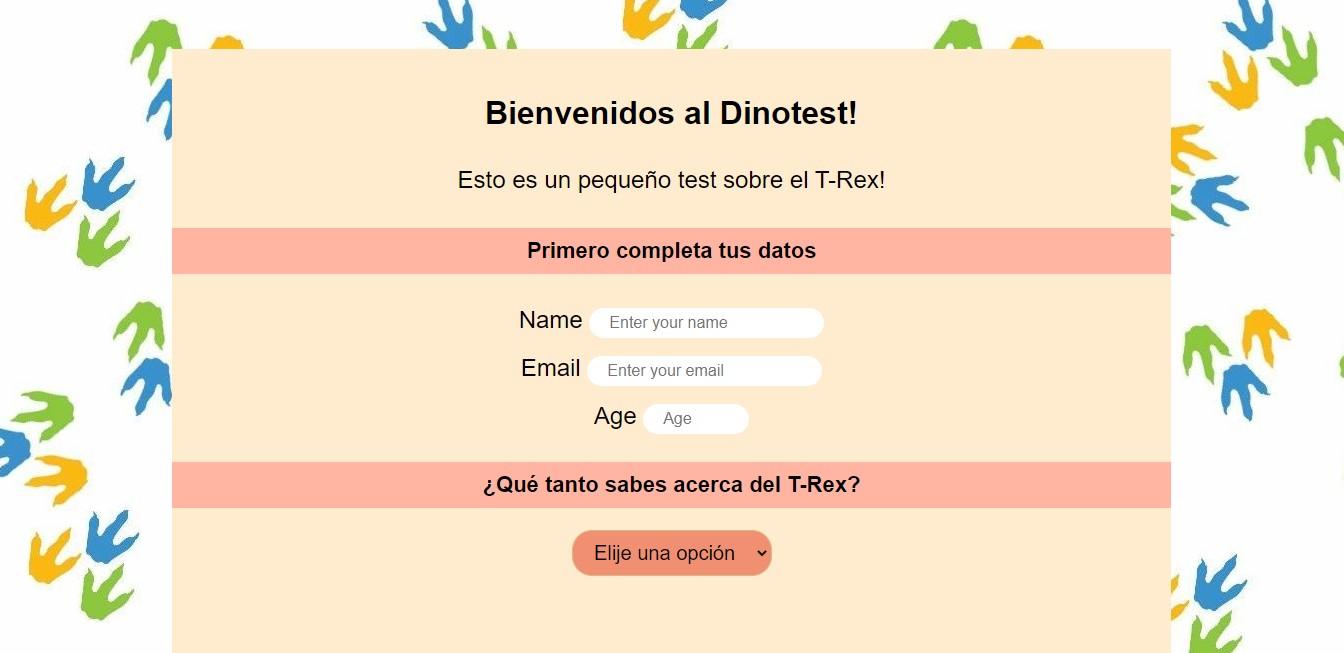 Bienvenidos al Dinotest!
Esto es un pequeño test sobre el T-Rex!
Primero completa tus datos
Name Enter your name
Email Enter your email
Age Age
¿Qué tanto sabes acerca del T-Rex?
Elije una opción